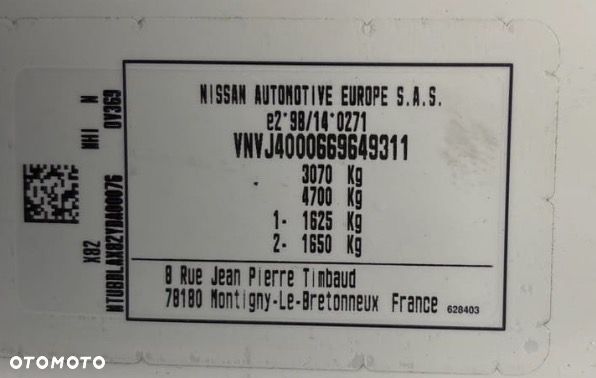 NISSAN AUTOMOTIVE EUROPE S.A.S.
e2*98/14*0271
VNVJ4000669649311
3070 Kg
4700 Kg
1- 1625 Kg
2- 1650 Kg
8 Rue Jean Pierre Timbaud
78180 Montigny-Le-Bretonneux France
628403
NHI N
0V369
X82
OTOMOTO